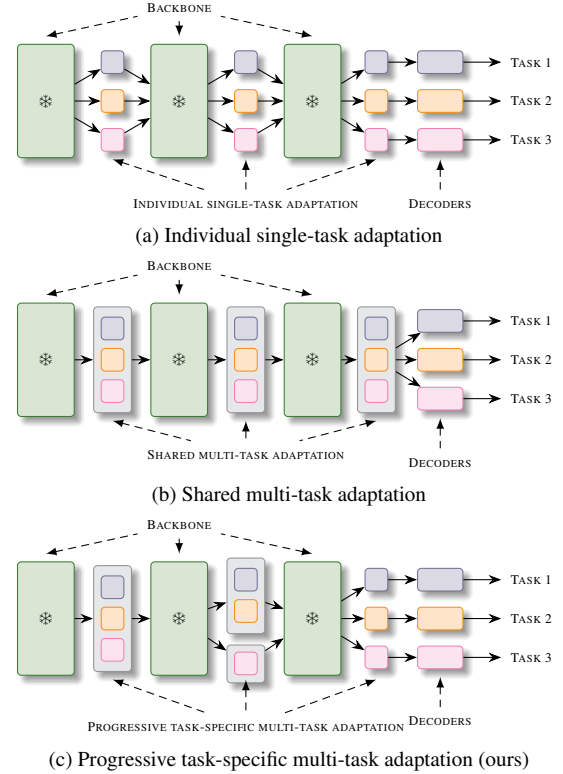 BACKBONE
TASK 1
TASK 2
TASK 3
INDIVIDUAL SINGLE-TASK ADAPTATION
DECODERS
(a) Individual single-task adaptation
BACKBONE
TASK 1
TASK 2
TASK 3
SHARED MULTI-TASK ADAPTATION
DECODERS
(b) Shared multi-task adaptation
BACKBONE
TASK 1
TASK 2
TASK 3
PROGRESSIVE TASK-SPECIFIC MULTI-TASK ADAPTATION
DECODERS
(c) Progressive task-specific multi-task adaptation (ours)